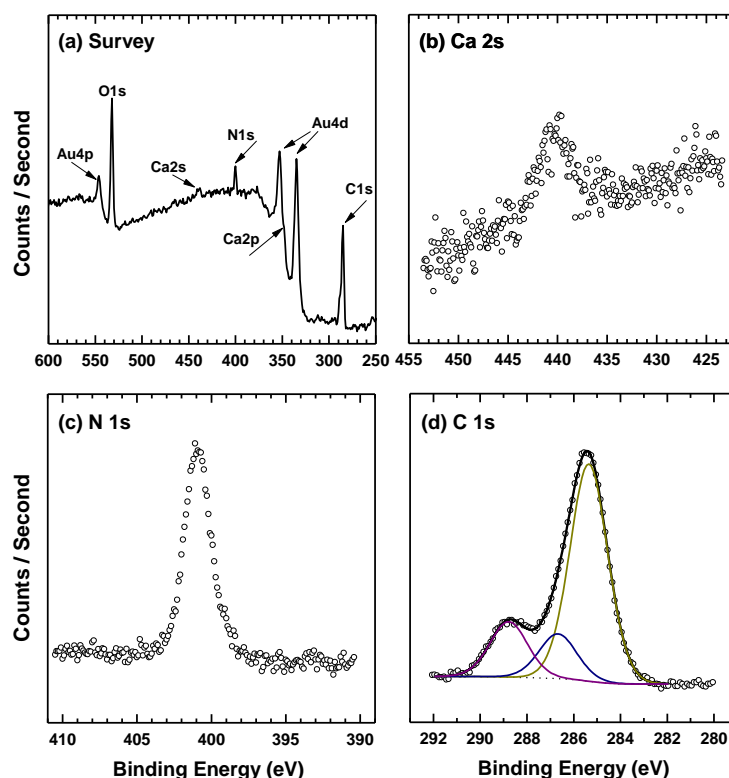 (a) Survey
O1s
Au4p
Ca2s
N1s
Au4d
C1s
Ca2p
600 550 500 450 400 350 300 250
Counts / Second
(b) Ca 2s
455 450 445 440 435 430 425
(c) N 1s
410 405 400 395 390
Counts / Second
Binding Energy (eV)
(d) C 1s
292 290 288 286 284 282 280
Binding Energy (eV)